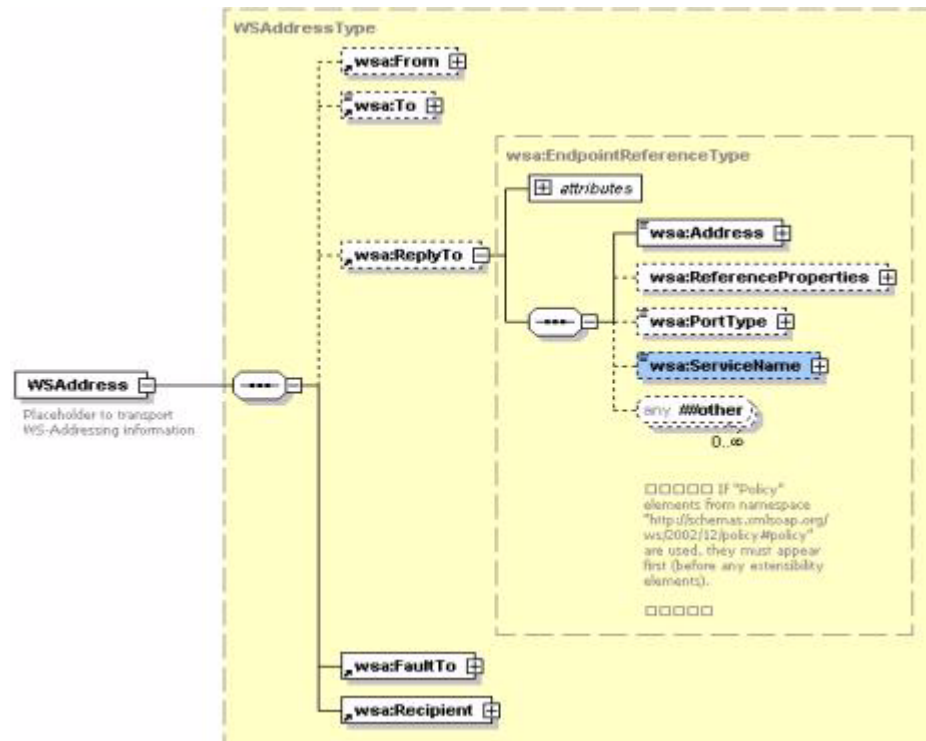 WSAddressType
wsa:From
wsa:To
wsa:EndpointReferenceType
attributes
wsa:Address
wsa:ReplyTo
wsa:ReferenceProperties
wsa:PortType
wsa:ServiceName
WSAddress
Placeholder to transport
WS-Addressing information
any ##other
0..∞
□□□□□ If "Policy"
elements from namespace
"http://schemas.xmlsoap.org/
ws/2002/12/policy#policy"
are used, they must appear
first (before any extensibility
elements).
□□□□□
wsa:FaultTo
wsa:Recipient